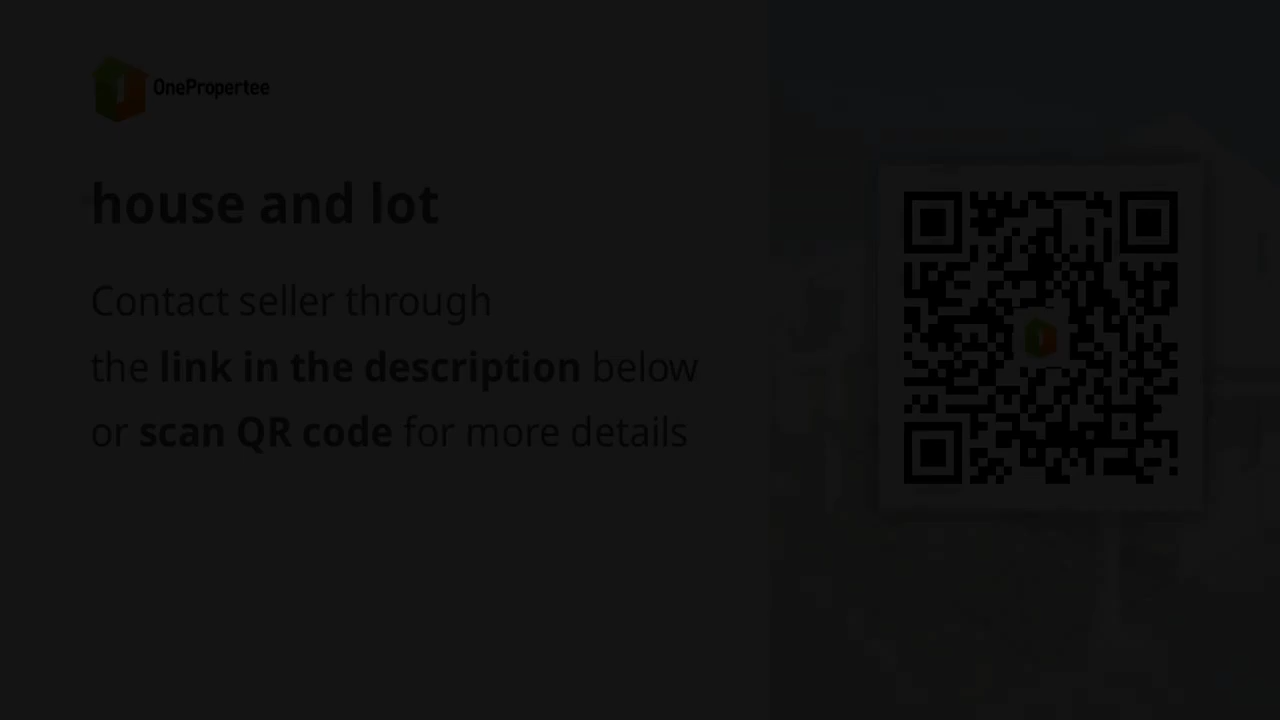 OnePropertee
house and lot
Contact seller through
the link in the description below
or scan QR code for more details